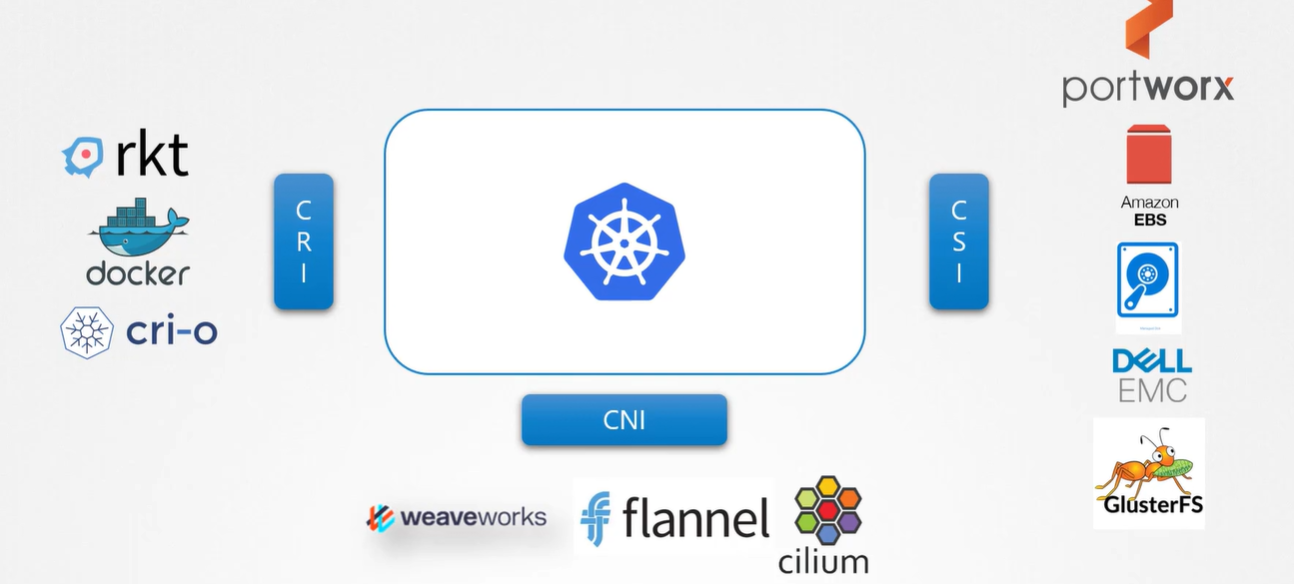 portworx
rkt
docker
cri-o
C
R
I
C
S
I
Amazon
EBS
DELL
EMC
GlusterFS
CNI
weaveworks
flannel
cilium